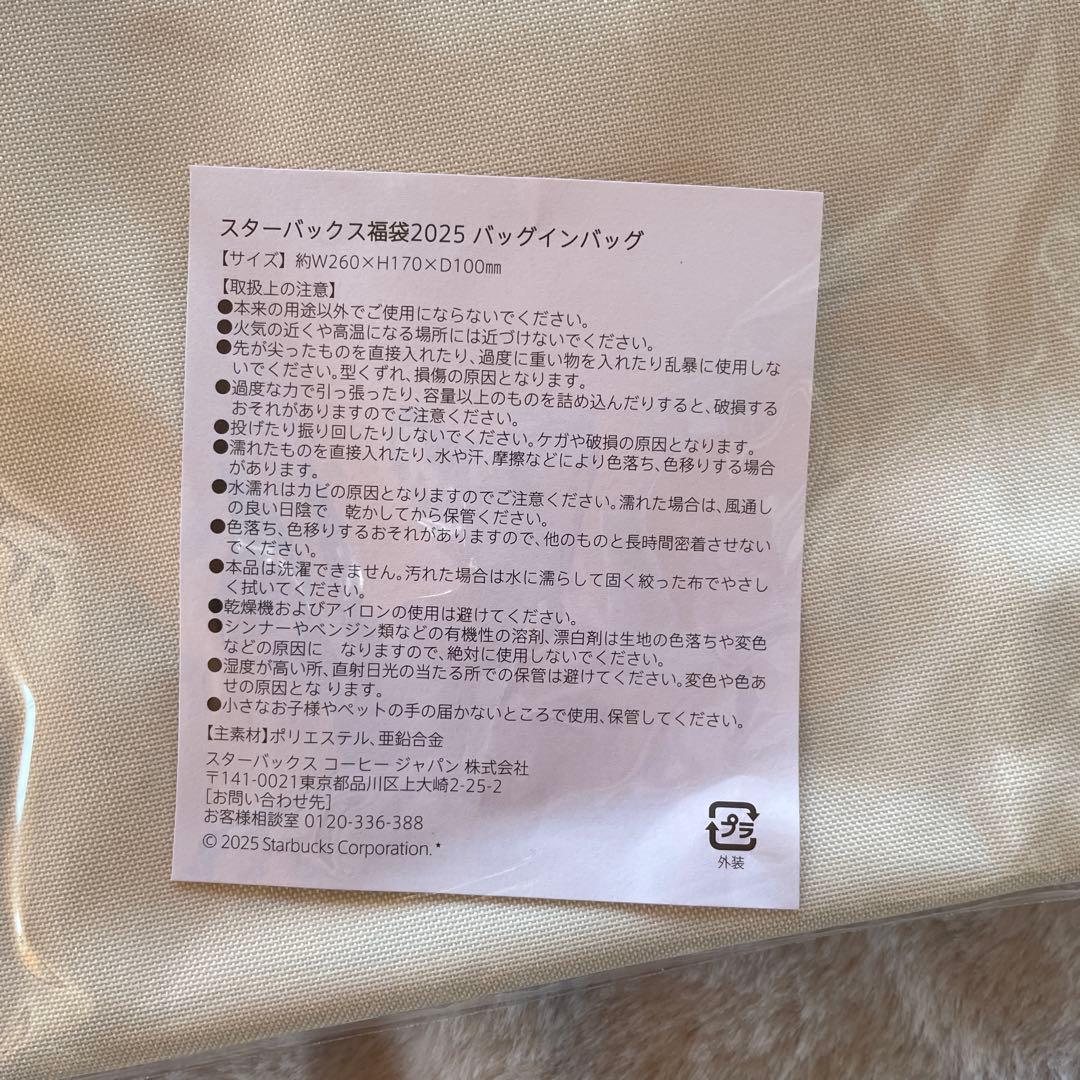 スターバックス福袋2025 バッグインバッグ
【サイズ】約W260×H170×D100㎜
【取扱上の注意】
●本来の用途以外でご使用にならないでください。
●火気の近くや高温になる場所には近づけないでください。
●先が尖ったものを直接入れたり、過度に重い物を入れたり乱暴に使用しな
いでください。型くずれ、損傷の原因となります。
●過度な力で引っ張ったり、容量以上のものを詰め込んだりすると、破損する
おそれがありますのでご注意ください。
●投げたり振り回したりしないでください。ケガや破損の原因となります。
●濡れたものを直接入れたり、水や汗、摩擦などにより色落ち、色移りする場合
があります。
●水濡れはカビの原因となりますのでご注意ください。濡れた場合は、風通し
の良い日陰で　乾かしてから保管ください。
●色落ち、色移りするおそれがありますので、他のものと長時間密着させない
でください。
●本品は洗濯できません。汚れた場合は水に濡らして固く絞った布でやさし
く拭いてください。
●乾燥機およびアイロンの使用は避けてください。
●シンナーやベンジン類などの有機性の溶剤、漂白剤は生地の色落ちや変色
などの原因に　なりますので、絶対に使用しないでください。
●湿度が高い所、直射日光の当たる所での保管は避けてください。変色や色あ
せの原因とな ります。
●小さなお子様やペットの手の届かないところで使用、保管してください。
【主素材】ポリエステル、亜鉛合金
スターバックス コーヒー ジャパン 株式会社
〒141-0021東京都品川区上大崎2-25-2
［お問い合わせ先］
お客様相談室 0120-336-388
© 2025 Starbucks Corporation.★
プラ
外装